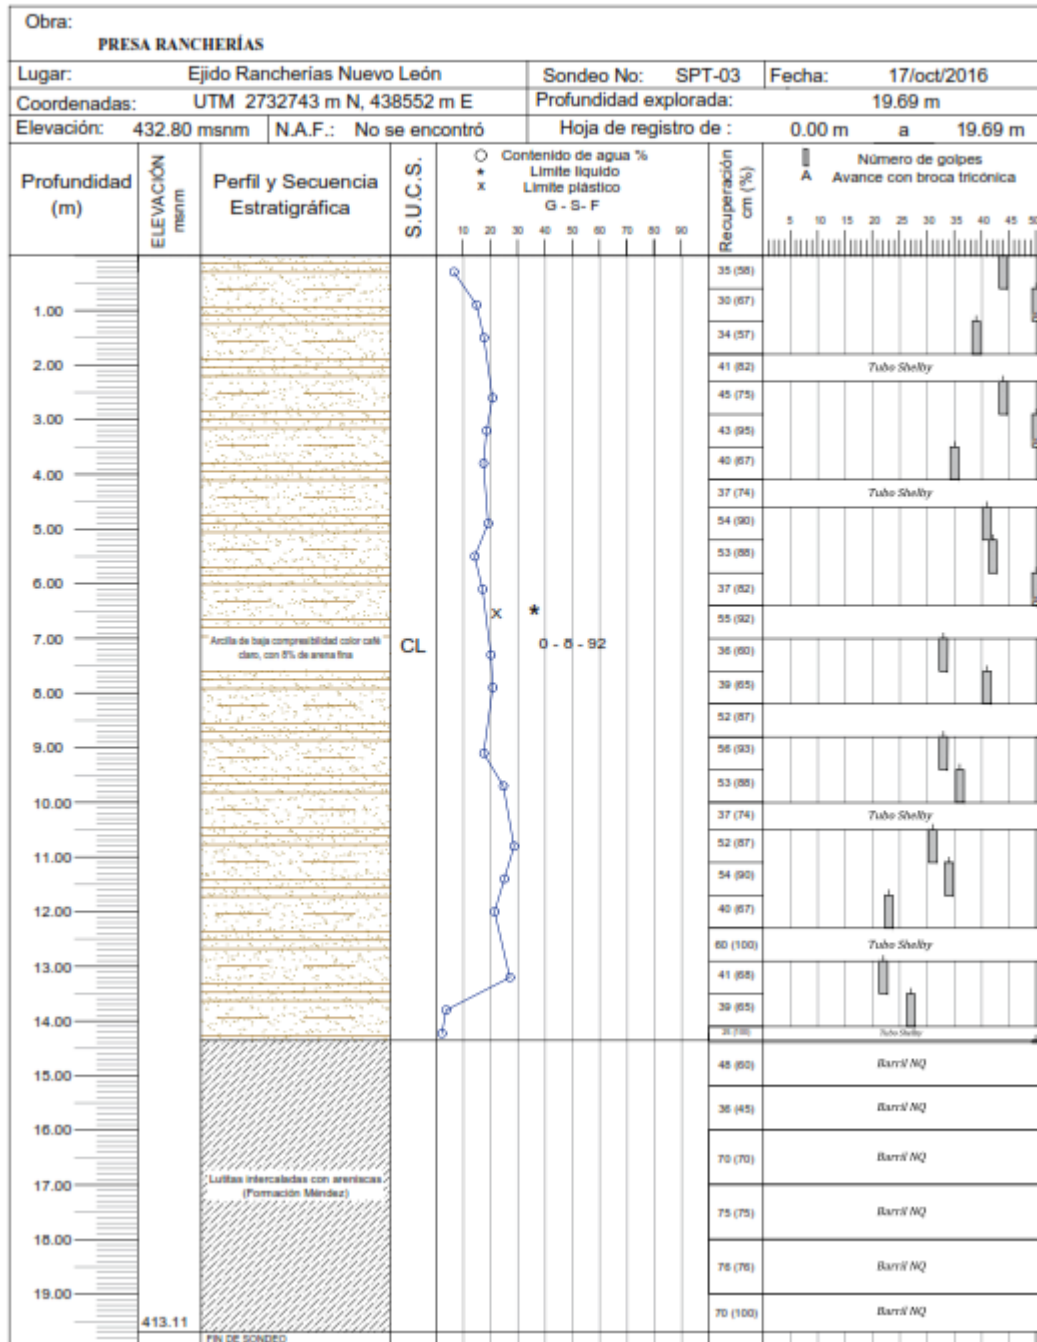 Obra:
PRESA RANCHERÍAS
Lugar: Ejido Rancherías Nuevo León Sondeo No: SPT-03 Fecha: 17/oct/2016
Coordenadas: UTM 2732743 m N, 438552 m E Profundidad explorada: 19.69 m
Elevación: 432.80 msnm N.A.F.: No se encontró Hoja de registro de : 0.00 m a 19.69 m
Profundidad
(m)
ELEVACIÓN
msnm
Perfil y Secuencia
Estratigráfica
S.U.C.S.
Contenido de agua %
* Limite liquido
x Limite plástico
G - S- F
10 20 30 40 50 60 70 80 90
Recuperación
cm (%)
Número de golpes
A Avance con broca tricónica
5 10 15 20 25 30 35 40 45 50
35 (58)
30 (67)
1.00
34 (57)
2.00
41 (82) Tubo Shelby
45 (75)
3.00
43 (95)
40 (67)
4.00
37 (74) Tubo Shelby
54 (90)
5.00
53 (88)
37 (82)
6.00
55 (92)
x *
7.00
Arcilla de baja compresibilidad color café
claro, con 8% de arena fina
CL
0 - 8 - 92
36 (60)
39 (65)
8.00
52 (87)
56 (93)
9.00
53 (88)
10.00
37 (74) Tubo Shelby
52 (87)
11.00
54 (90)
40 (67)
12.00
60 (100) Tubo Shelby
13.00
41 (68)
39 (65)
14.00
Tubo Shelby
48 (60) Barril NQ
15.00
36 (45) Barril NQ
16.00
70 (70) Barril NQ
17.00
Lutitas intercaladas con areniscas
(Formación Méndez)
75 (75) Barril NQ
18.00
76 (76) Barril NQ
19.00
70 (100) Barril NQ
413.11
FIN DE SONDEO